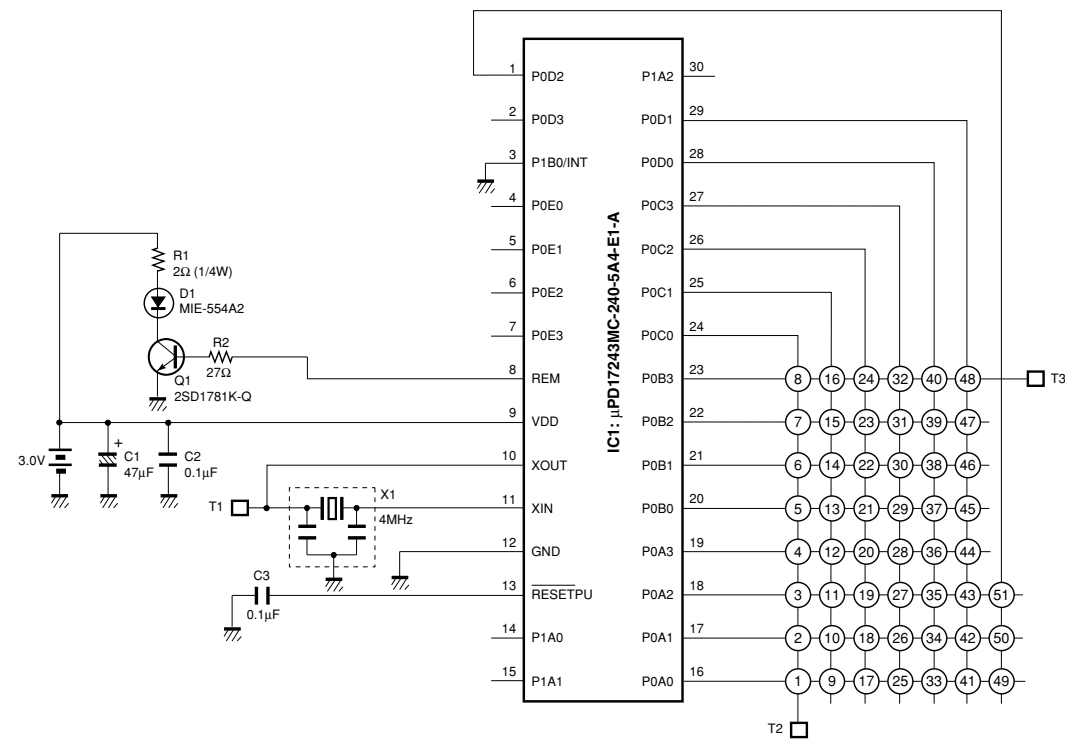 1 P0D2
2 P0D3
3 P1B0/INT
4 P0E0
5 P0E1
6 P0E2
7 P0E3
8 REM
9 VDD
10 XOUT
11 XIN
12 GND
13 RESETPU
14 P1A0
15 P1A1
IC1: μPD17243MC-240-5A4-E1-A
P1A2 30
P0D1 29
P0D0 28
P0C3 27
P0C2 26
P0C1 25
P0C0 24
P0B3 23
P0B2 22
P0B1 21
P0B0 20
P0A3 19
P0A2 18
P0A1 17
P0A0 16
R1
2Ω (1/4W)
D1
MIE-554A2
R2
27Ω
Q1
2SD1781K-Q
3.0V
+
C1
47μF
C2
0.1μF
T1
X1
4MHz
C3
0.1μF
8 16 24 32 40 48 T3
7 15 23 31 39 47
6 14 22 30 38 46
5 13 21 29 37 45
4 12 20 28 36 44
3 11 19 27 35 43 51
2 10 18 26 34 42 50
1 9 17 25 33 41 49
T2